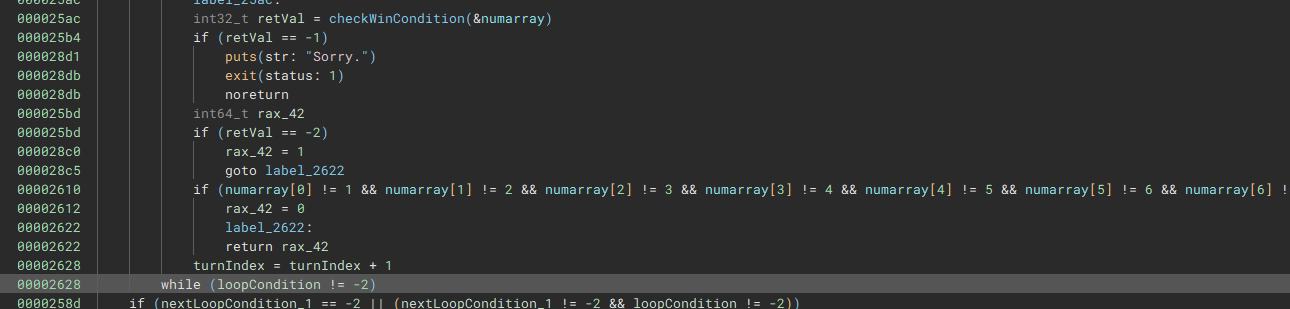 000025ac label_25ac:
000025ac int32_t retVal = checkWinCondition(&numarray)
000025b4 if (retVal == -1)
000028d1 puts(str: "Sorry.")
000028db exit(status: 1)
000028db noreturn
000025bd int64_t rax_42
000025bd if (retVal == -2)
000028c0 rax_42 = 1
000028c5 goto label_2622
00002610 if (numarray[0] != 1 && numarray[1] != 2 && numarray[2] != 3 && numarray[3] != 4 && numarray[4] != 5 && numarray[5] != 6 && numarray[6] !
00002612 rax_42 = 0
00002622 label_2622:
00002622 return rax_42
00002628 turnIndex = turnIndex + 1
00002628 while (loopCondition != -2)
0000258d if (nextLoopCondition_1 == -2 || (nextLoopCondition_1 != -2 && loopCondition != -2))